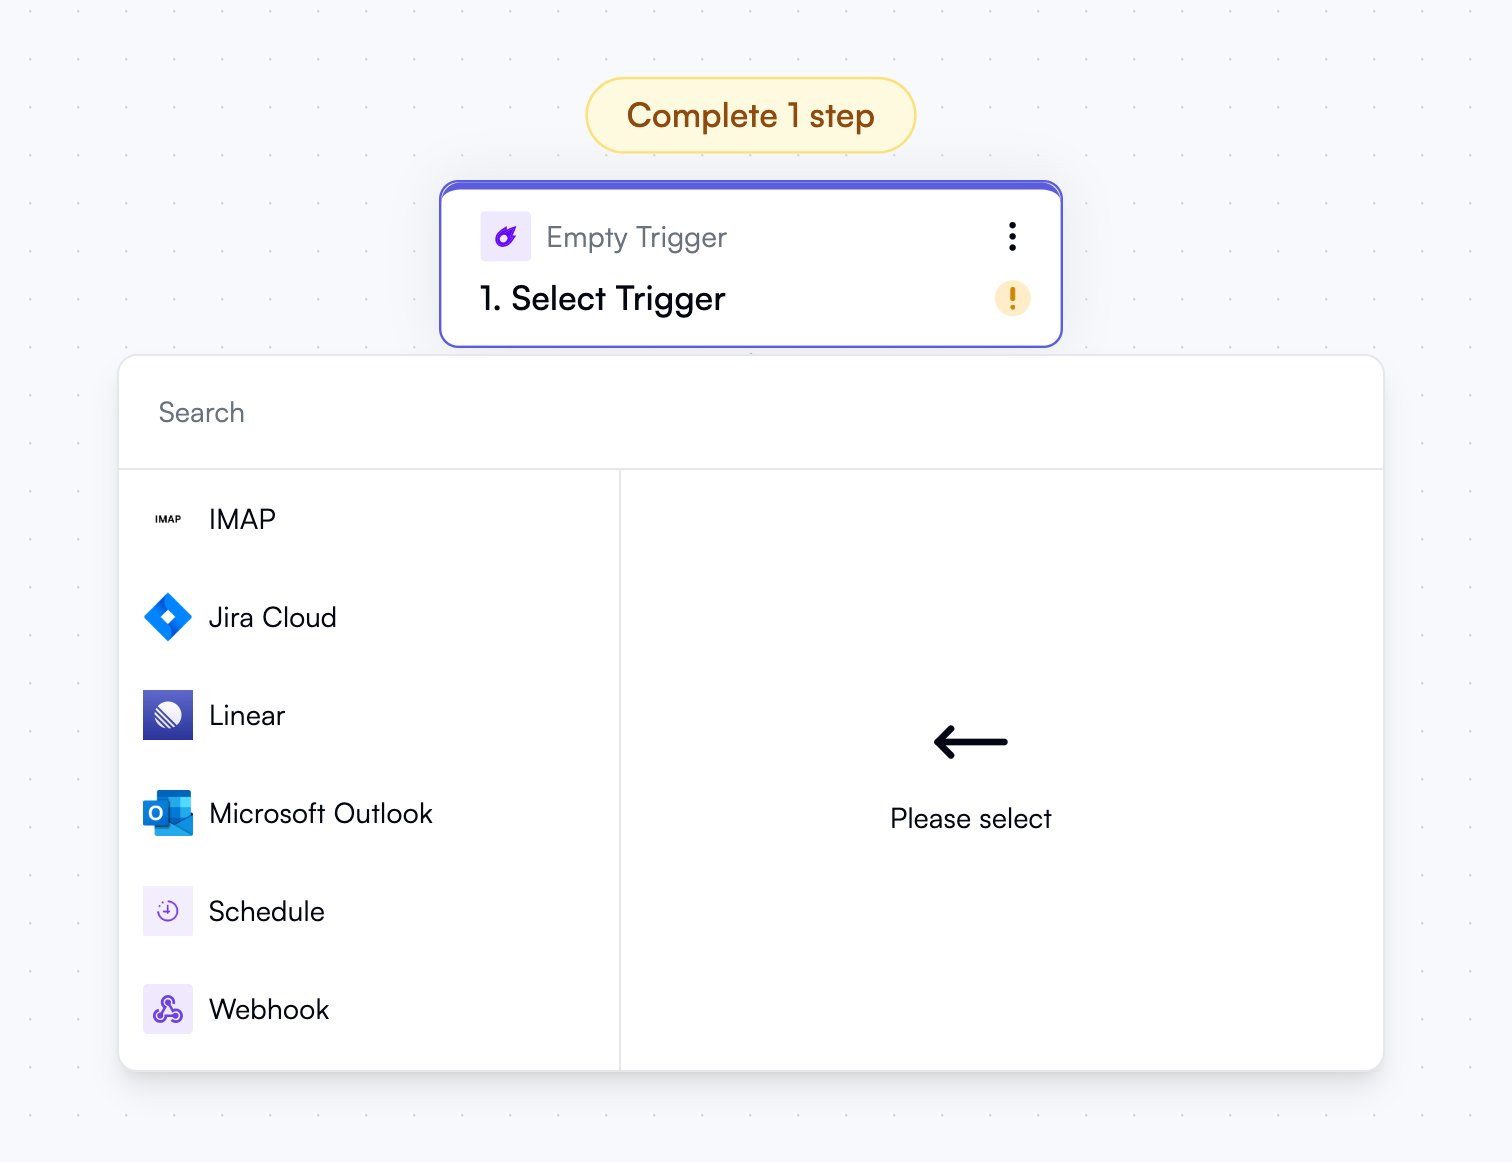 Complete 1 step
Empty Trigger
1. Select Trigger
Search
IMAP IMAP
Jira Cloud
Linear
O Microsoft Outlook
Schedule
Webhook
Please select